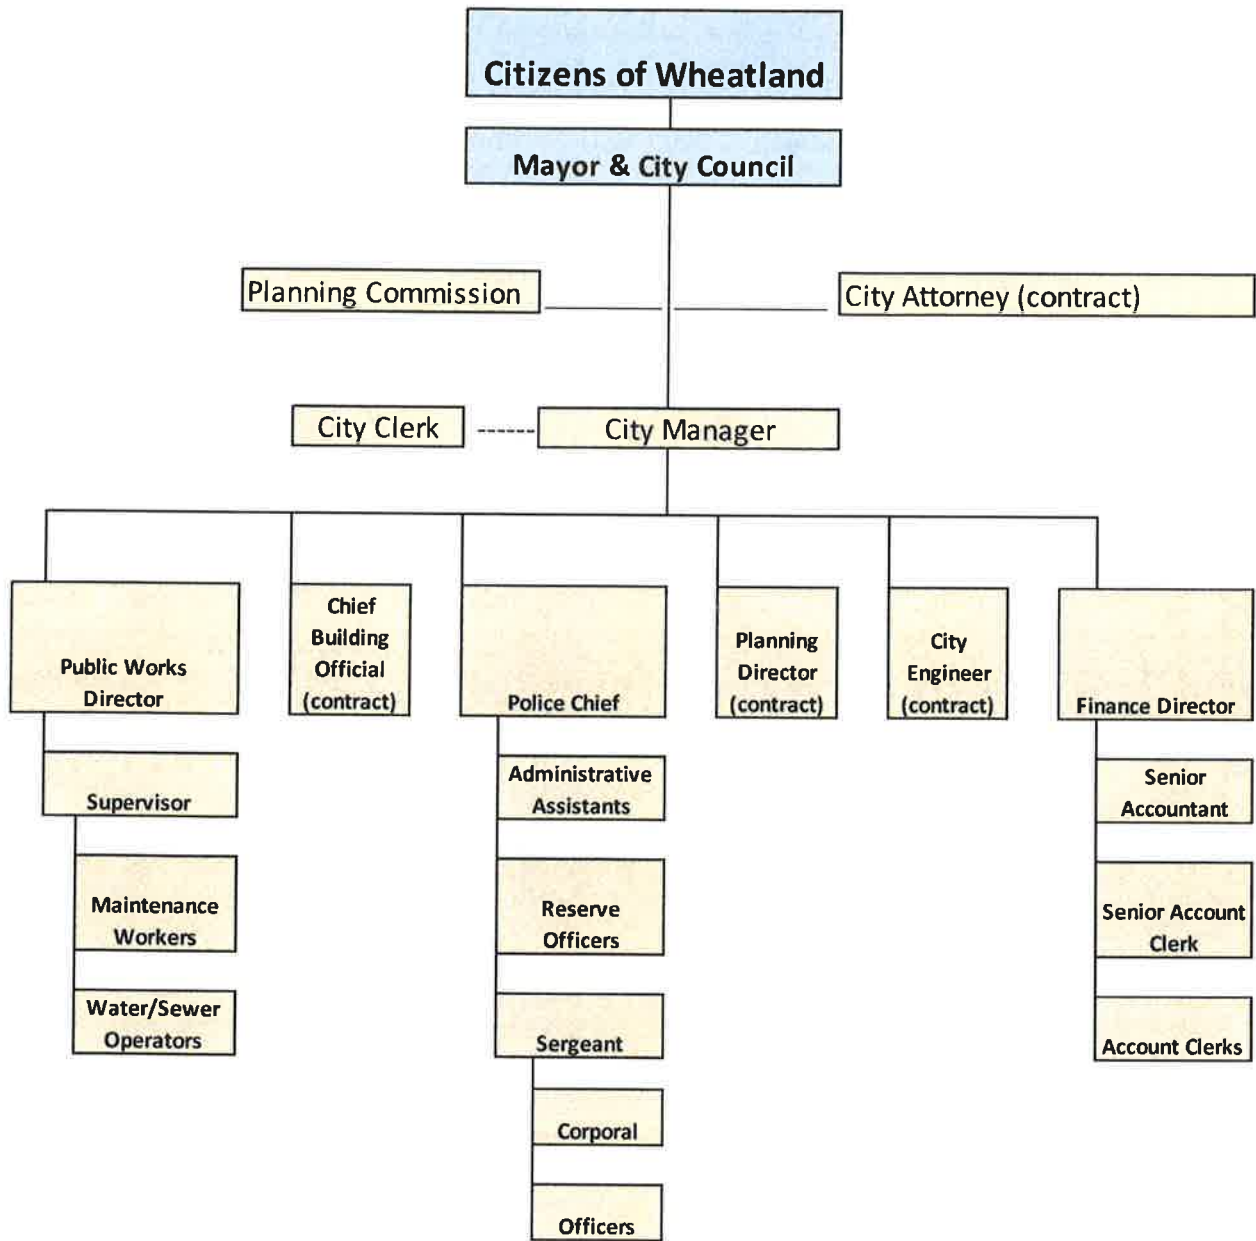 Citizens of Wheatland
Mayor & City Council
Planning Commission
City Attorney (contract)
City Clerk
City Manager
Public Works
Director
Chief
Building
Official
(contract)
Police Chief
Planning
Director
(contract)
City
Engineer
(contract)
Finance Director
Supervisor
Maintenance
Workers
Water/Sewer
Operators
Administrative
Assistants
Reserve
Officers
Sergeant
Corporal
Officers
Senior
Accountant
Senior Account
Clerk
Account Clerks